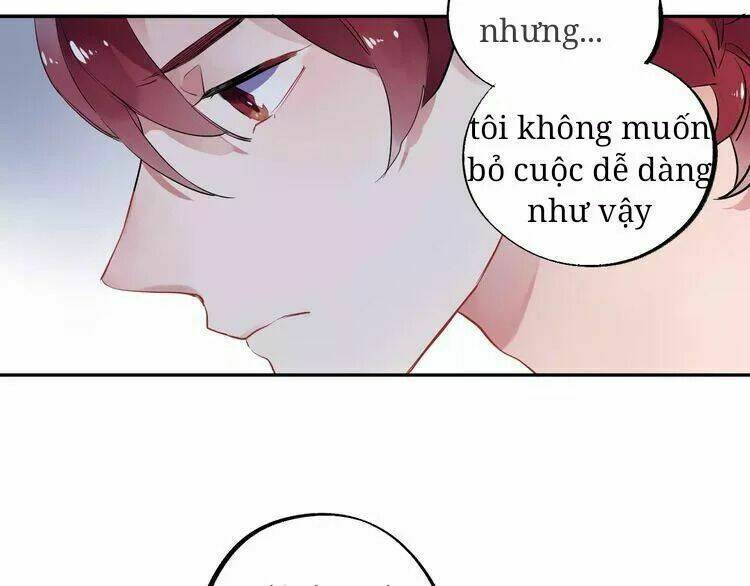 nhưng...
tôi không muốn
bỏ cuộc dễ dàng
như vậy